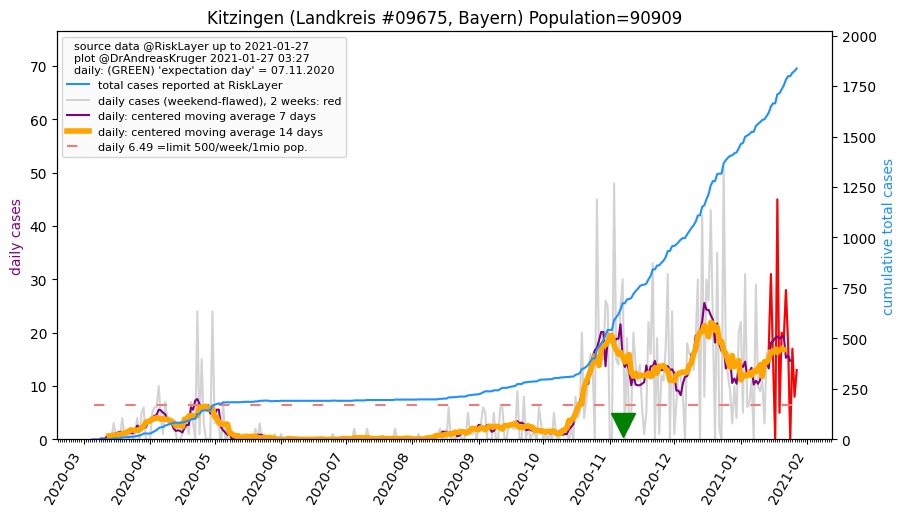 Kitzingen (Landkreis #09675, Bayern) Population=90909
source data @RiskLayer up to 2021-01-27
plot @DrAndreasKruger 2021-01-27 03:27
daily: (GREEN) 'expectation day' = 07.11.2020
total cases reported at RiskLayer
daily cases (weekend-flawed), 2 weeks: red
daily: centered moving average 7 days
daily: centered moving average 14 days
daily 6.49 =limit 500/week/1mio pop.
daily cases
70
60
50
40
30
20
10
0
cumulative total cases
2000
1750
1500
1250
1000
750
500
250
0
2020-03
2020-04
2020-05
2020-06
2020-07
2020-08
2020-09
2020-10
2020-11
2020-12
2021-01
2021-02